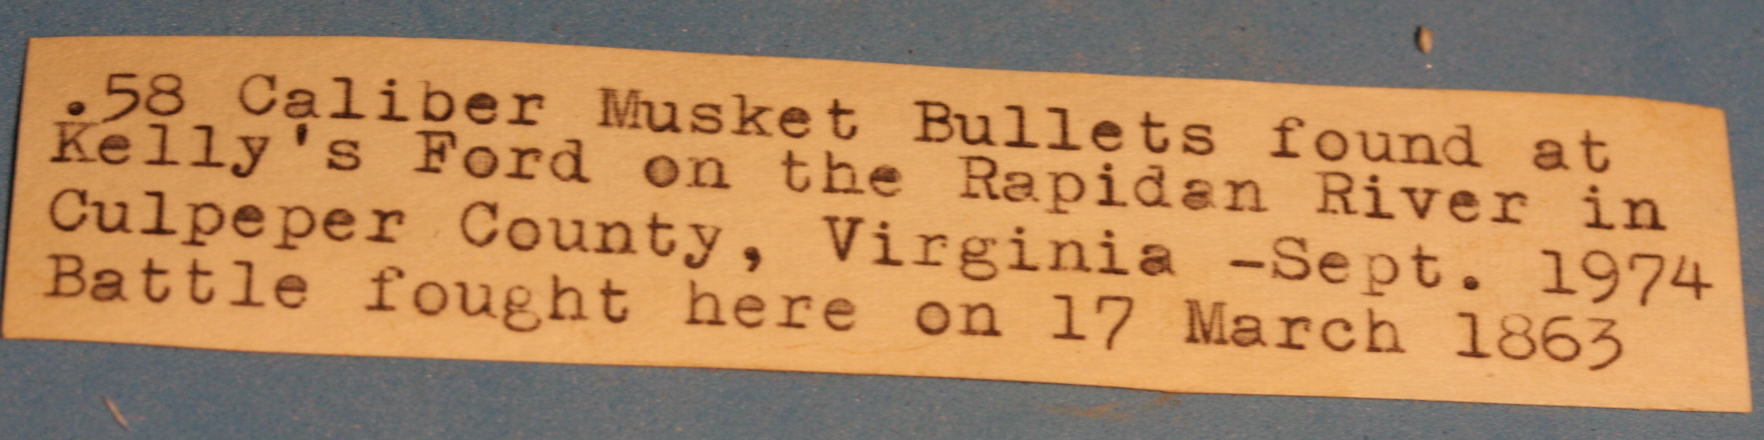 .58 Caliber Musket Bullets found at
Kelly's Ford on the Rapidan River in
Culpeper County, Virginia -Sept. 1974
Battle fought here on 17 March 1863